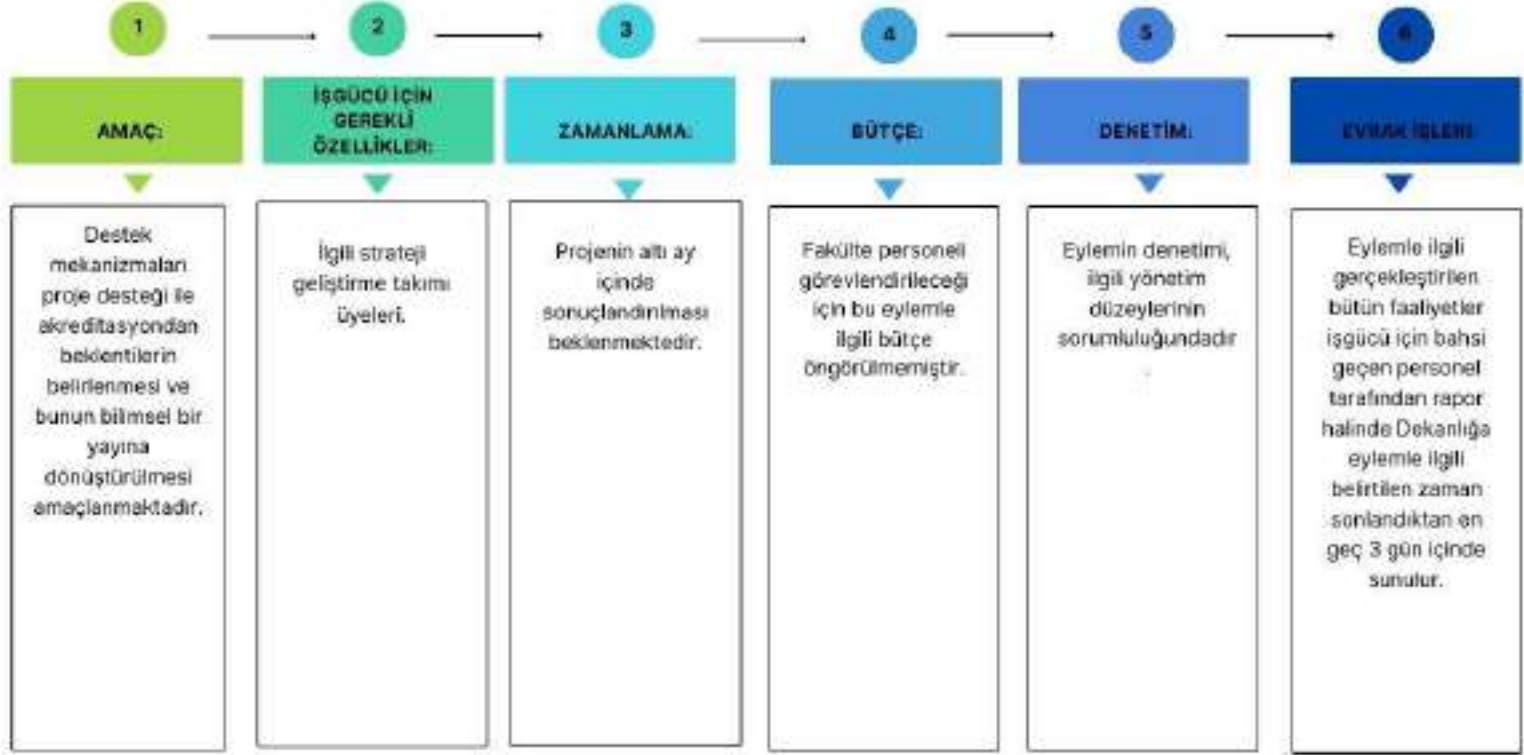 1
2
3
4
5
6
AMAÇ:
İŞGÜCÜ İÇİN
GEREKLİ
ÖZELLİKLER:
ZAMANLAMA:
BÜTÇE:
DENETİM:
EVRAK İŞLERİ:
Destek
mekanizmaları
proje desteği ile
akreditasyondan
beklentilerin
belirlenmesi ve
bunun bilimsel bir
yayına
dönüştürülmesi
amaçlanmaktadır.
İlgili strateji
geliştirme takımı
üyeleri.
Projenin altı ay
içinde
sonuçlandırılması
beklenmektedir.
Fakülte personeli
görevlendirileceği
için bu eylemle
ilgili bütçe
öngörülmemiştir.
Eylemin denetimi,
ilgili yönetim
düzeylerinin
sorumluluğundadır
.
Eylemle ilgili
gerçekleştirilen
bütün faaliyetler
işgücü için bahsi
geçen personel
tarafından rapor
halinde Dekanlığa
eylemle ilgili
belirtilen zaman
sonlandıktan en
geç 3 gün içinde
sunulur.